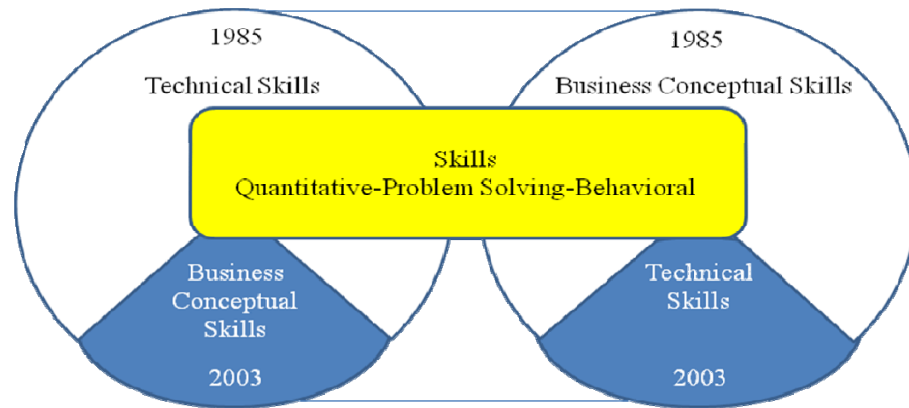 1985
Technical Skills
1985
Business Conceptual Skills
Skills
Quantitative-Problem Solving-Behavioral
Business
Conceptual
Skills
2003
Technical
Skills
2003